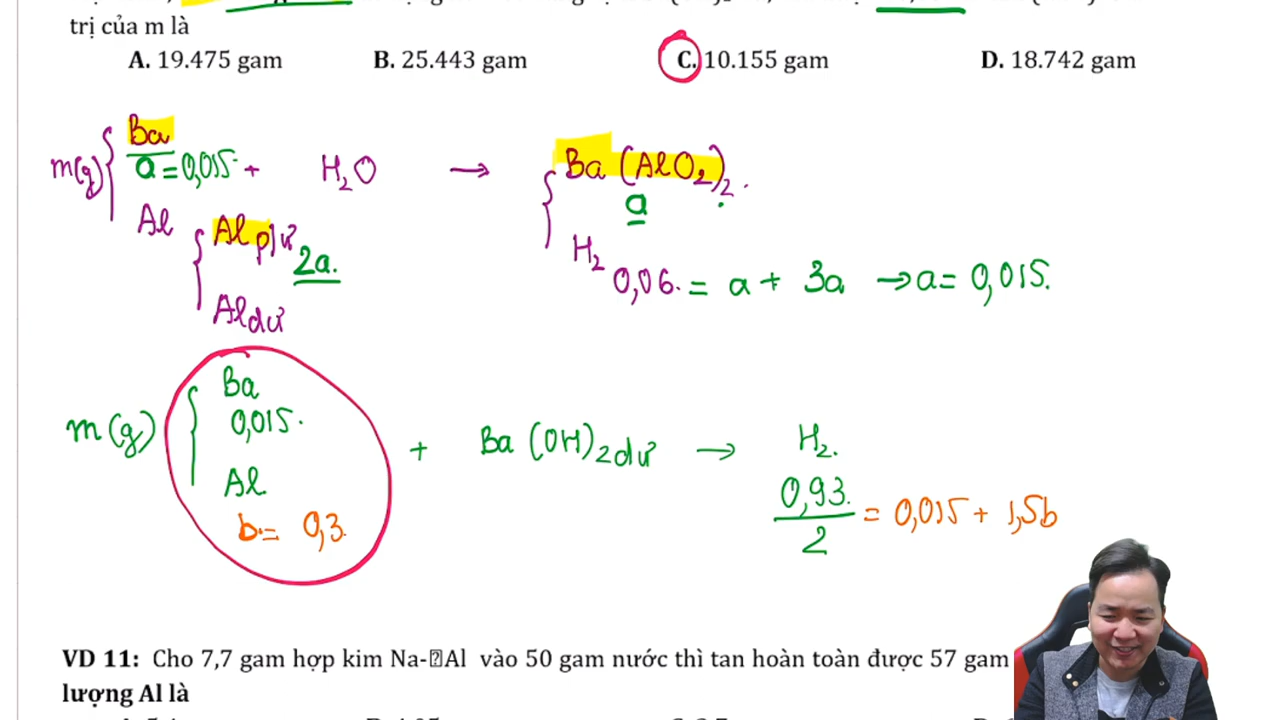 trị của m là
A. 19.475 gam B. 25.443 gam C. 10.155 gam D. 18.742 gam
m(g) { Ba a = 0,015. + H₂O → { Ba(AlO₂)₂.
a
Al { Al p/ư 2a.
Al dư
H₂ 0,06. = a + 3a → a = 0,015.
m(g) { Ba
0,015.
Al
b = 0,3
+ Ba(OH)₂ dư → H₂.
0,93. / 2 = 0,015 + 1,5b
VD 11: Cho 7,7 gam hợp kim Na-Al vào 50 gam nước thì tan hoàn toàn được 57 gam
lượng Al là